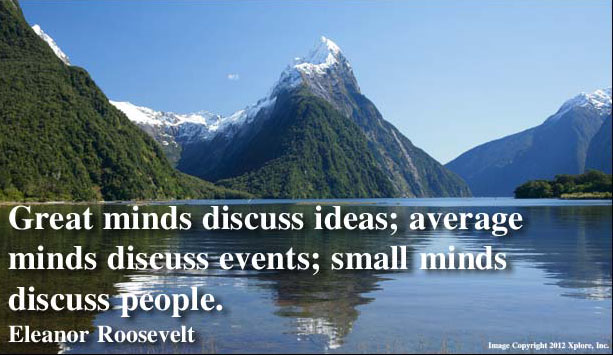 Great minds discuss ideas; average
minds discuss events; small minds
discuss people.
Eleanor Roosevelt
Image Copyright 2012 Xplore, Inc.